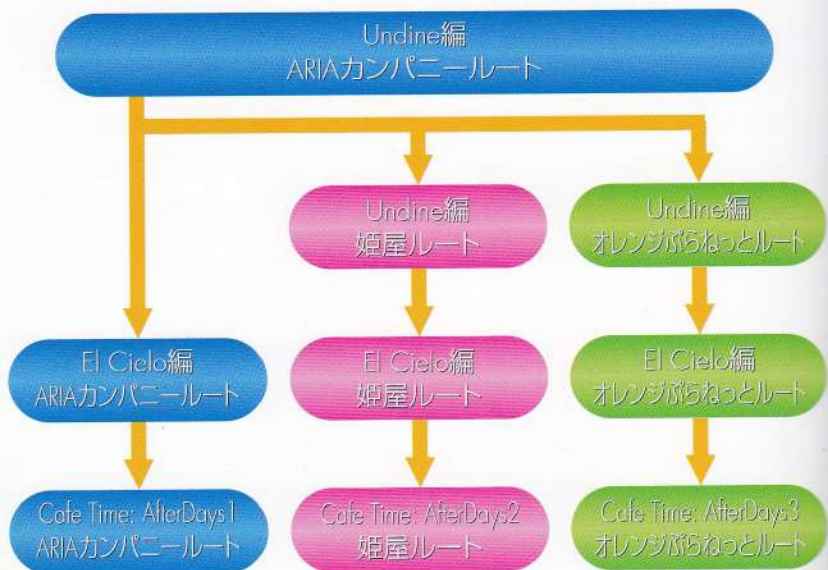 Undine編
ARIAカンパニールート
Undine編
姫屋ルート
Undine編
オレンジぷらねっとルート
El Cielo編
ARIAカンパニールート
El Cielo編
姫屋ルート
El Cielo編
オレンジぷらねっとルート
Cafe Time: AfterDays1
ARIAカンパニールート
Cafe Time: AfterDays2
姫屋ルート
Cafe Time: AfterDays3
オレンジぷらねっとルート